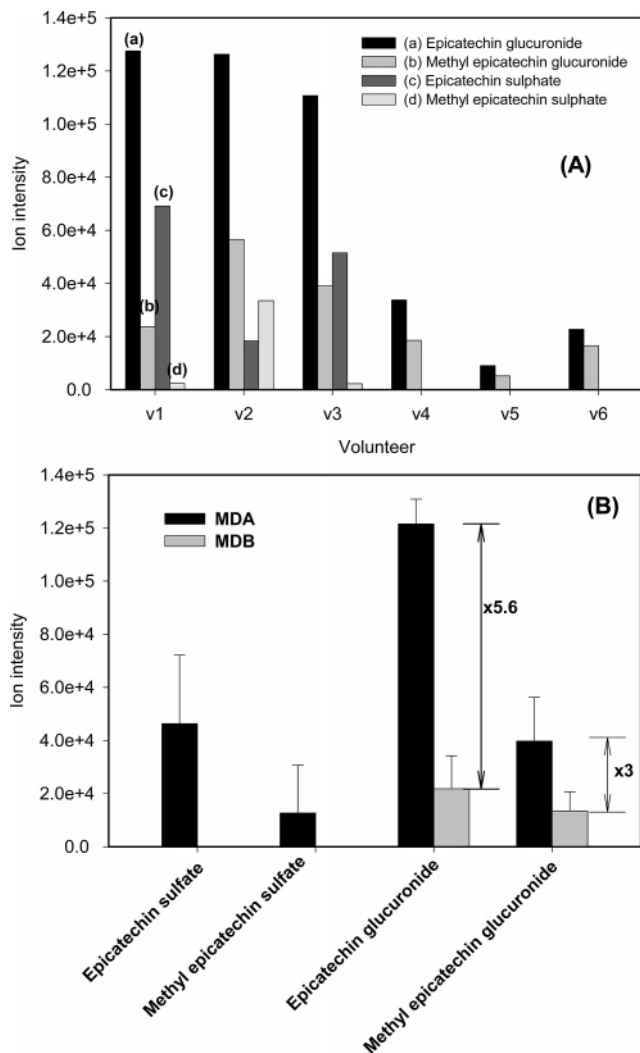 1.4e+5
(a)
(a) Epicatechin glucuronide
(b) Methyl epicatechin glucuronide
(c) Epicatechin sulphate
(d) Methyl epicatechin sulphate
1.2e+5
1.0e+5
(A)
8.0e+4
(c)
6.0e+4
4.0e+4
(b)
2.0e+4
(d)
0.0
Ion intensity
v1 v2 v3 v4 v5 v6
Volunteer
1.4e+5
(B)
MDA
MDB
1.2e+5
1.0e+5
x5.6
8.0e+4
6.0e+4
4.0e+4
x3
2.0e+4
0.0
Ion intensity
Epicatechin sulfate
Methyl epicatechin sulfate
Epicatechin glucuronide
Methyl epicatechin glucuronide